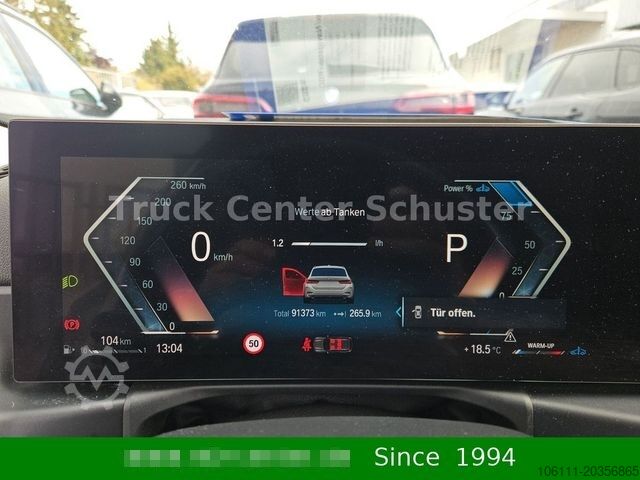 260 km/h
200
120
90
60
30
0
0 km/h
Werte ab Tanken
1.2 l/h
Total 91373 km 265.9 km
Power %
75
50
25
0
P
Tür offen.
104 km
1
13:04
50
+18.5°C
WARM-UP
Truck Center Schuster
Since 1994
106111-20356865